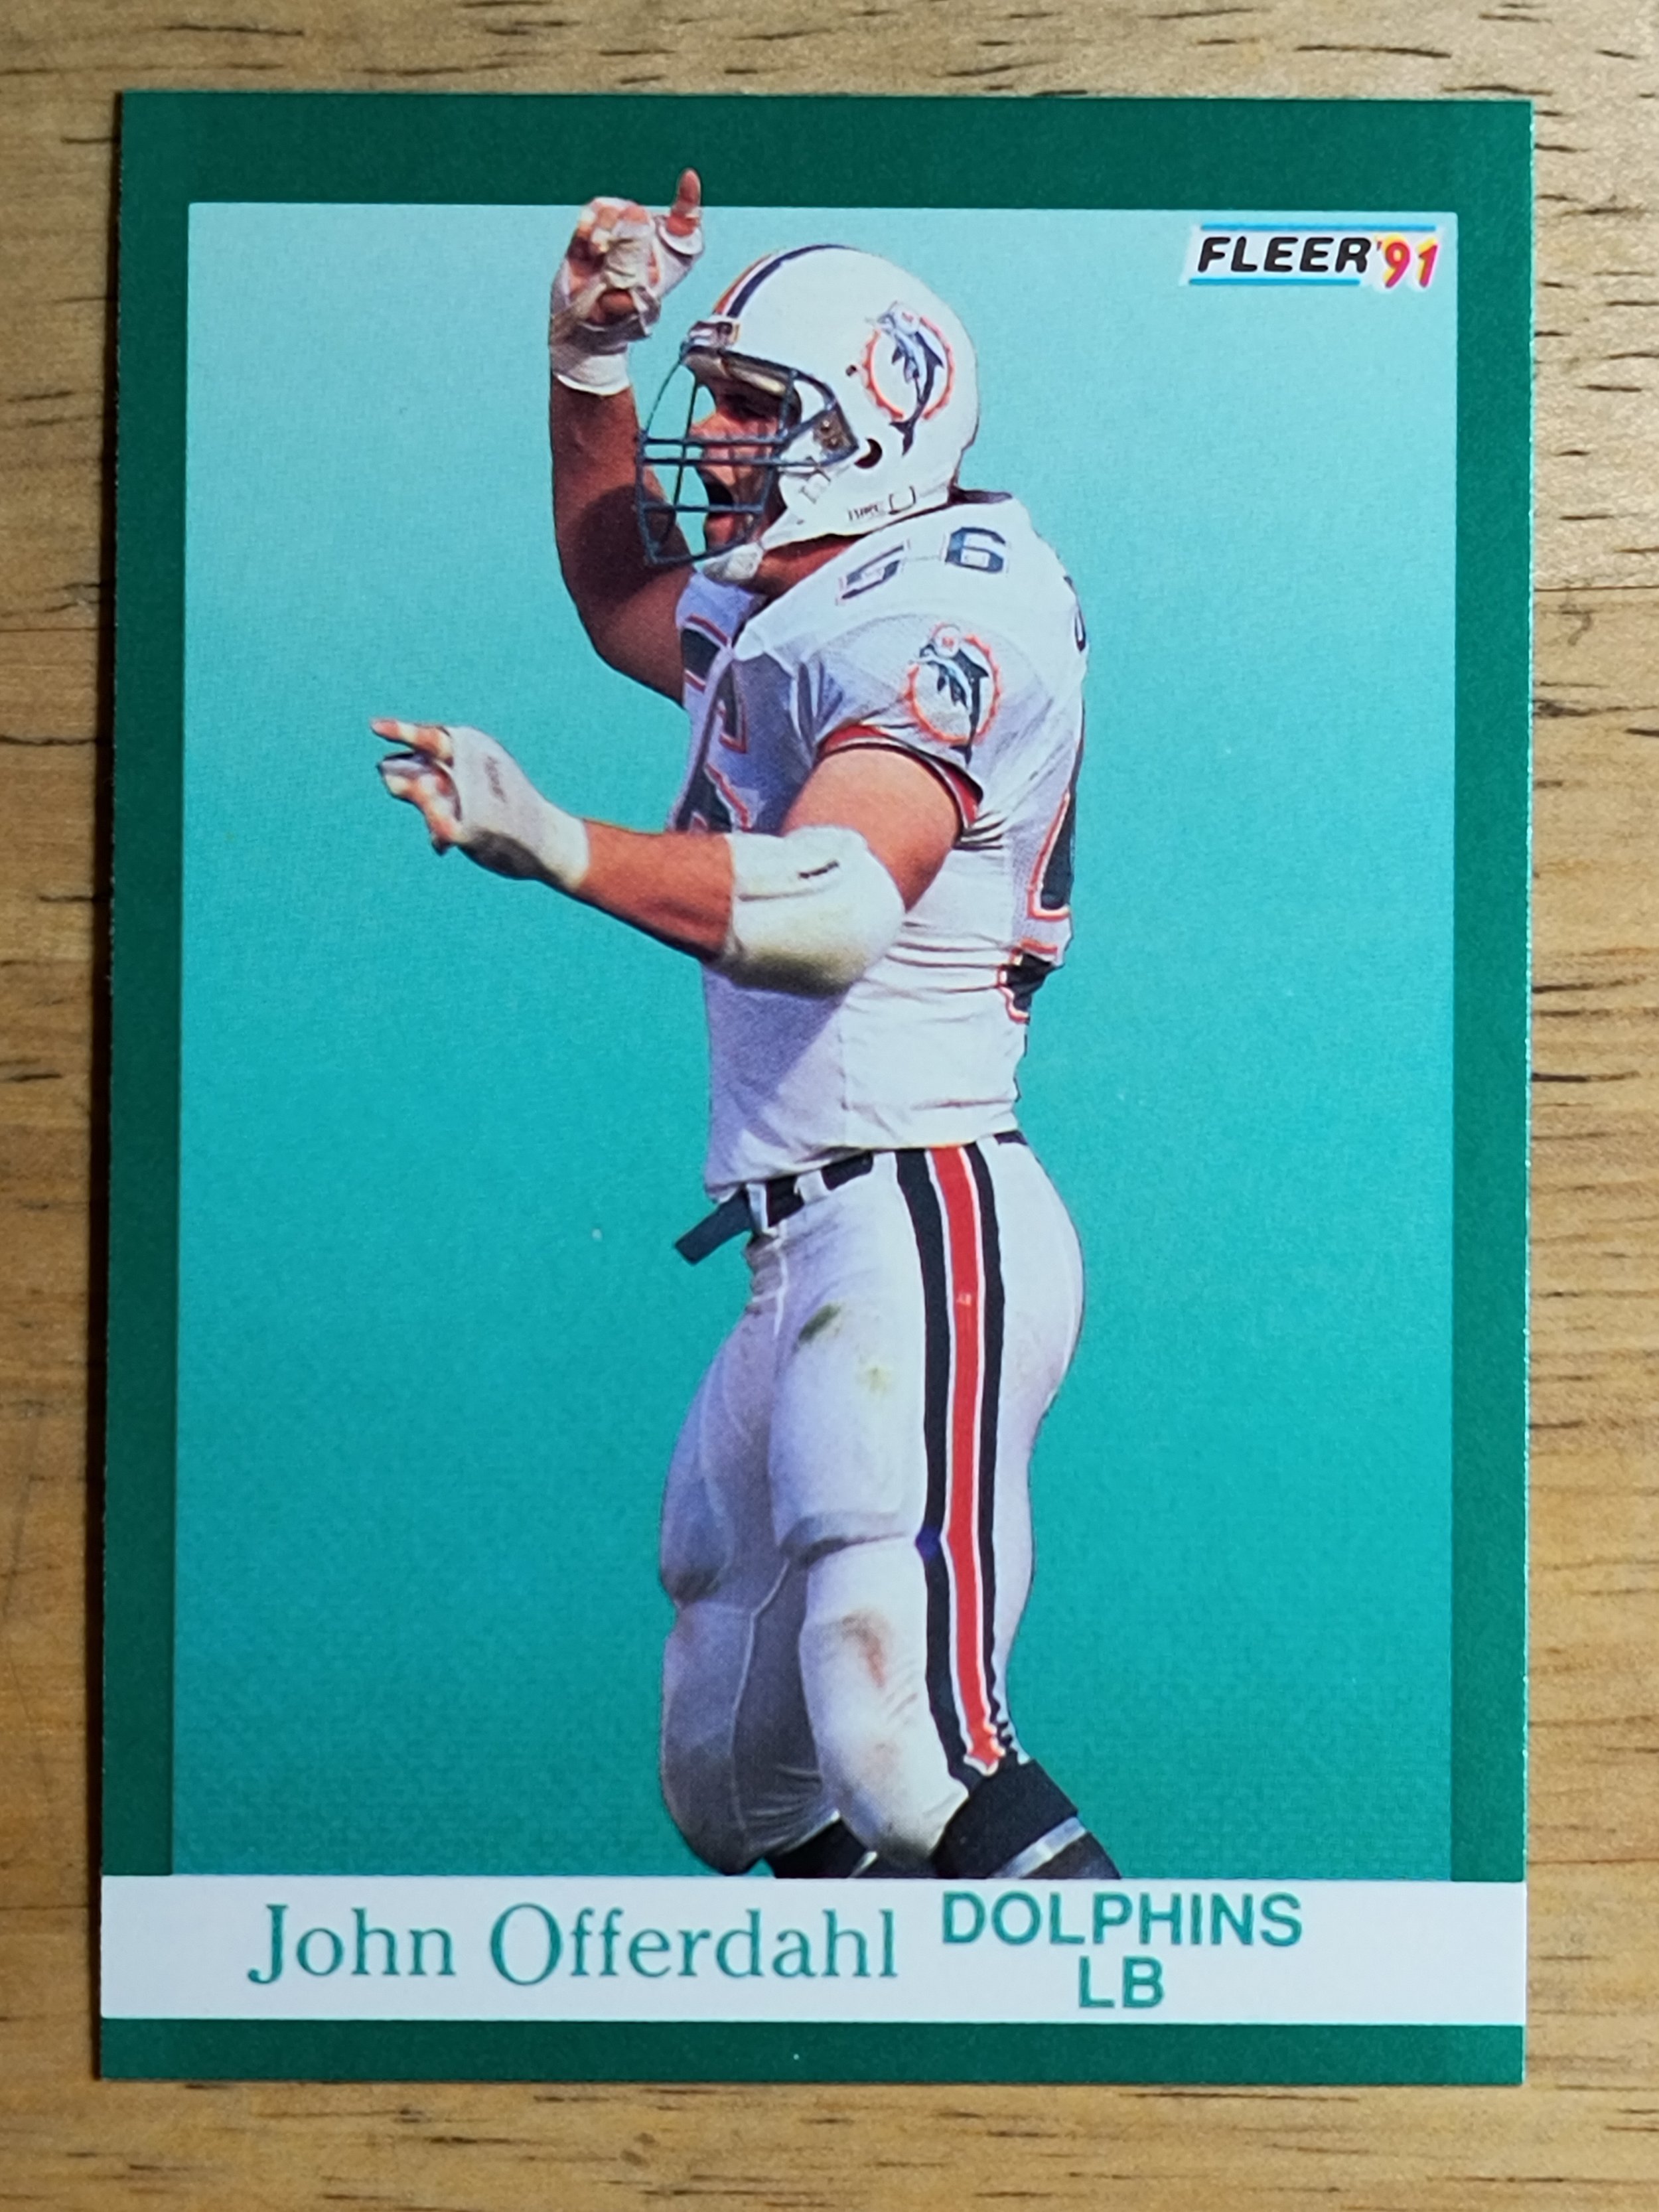 FLEER '91
56
John Offerdahl
DOLPHINS
LB